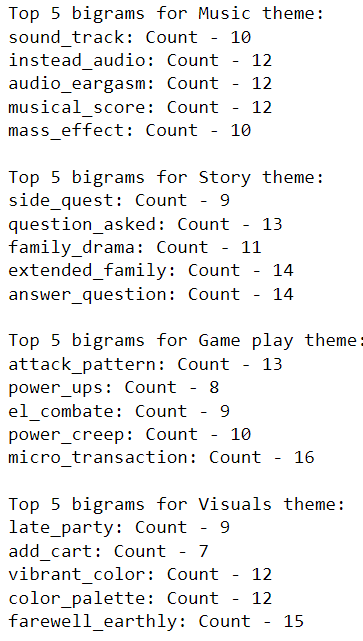 Top 5 bigrams for Music theme:
sound_track: Count - 10
instead_audio: Count - 12
audio_eargasm: Count - 12
musical_score: Count - 12
mass_effect: Count - 10
Top 5 bigrams for Story theme:
side_quest: Count - 9
question_asked: Count - 13
family_drama: Count - 11
extended_family: Count - 14
answer_question: Count - 14
Top 5 bigrams for Game play theme:
attack_pattern: Count - 13
power_ups: Count - 8
el_combate: Count - 9
power_creep: Count - 10
micro_transaction: Count - 16
Top 5 bigrams for Visuals theme:
late_party: Count - 9
add_cart: Count - 7
vibrant_color: Count - 12
color_palette: Count - 12
farewell_earthly: Count - 15